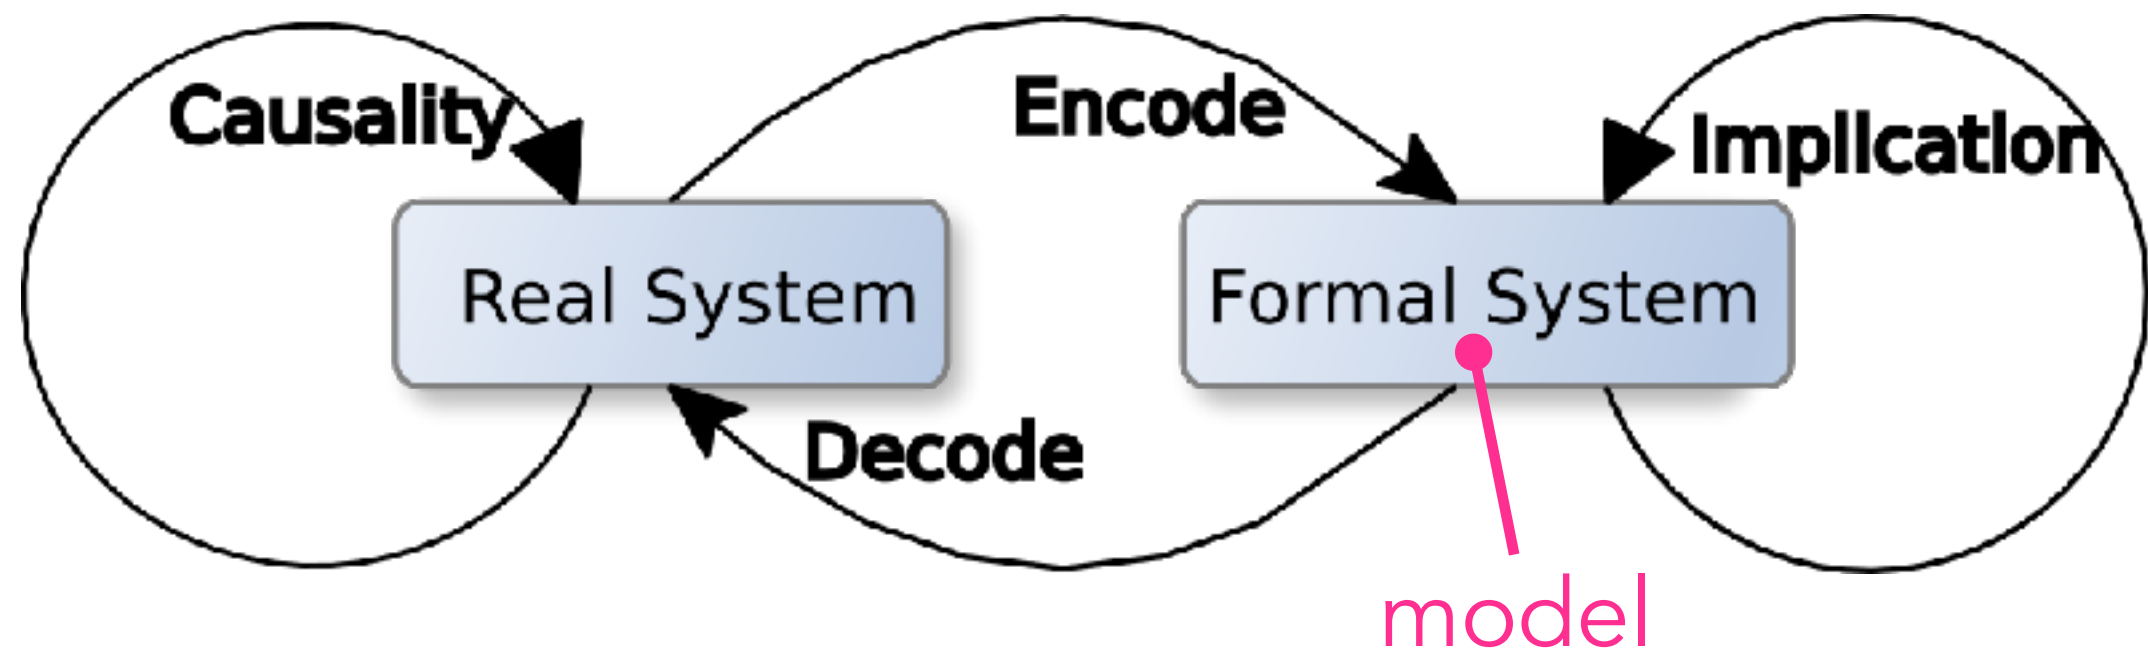 Causality
Encode
Implication
Real System
Formal System
Decode
model